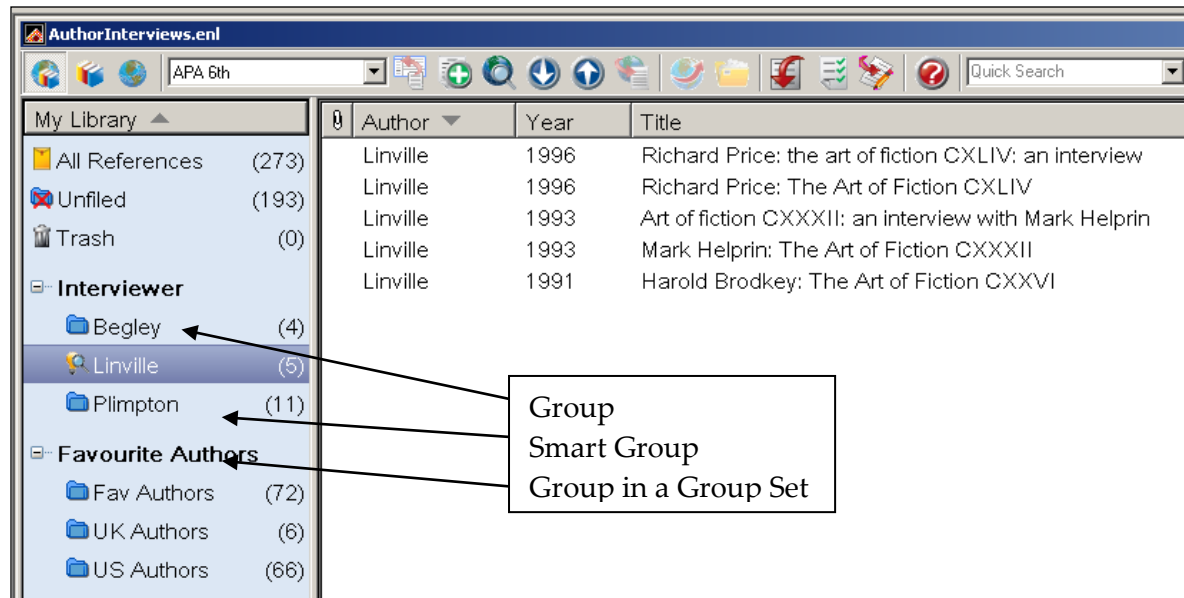 AuthorInterviews.enl
APA 6th
Quick Search
My Library
Author Year Title
All References (273)
Unfiled (193)
Trash (0)
Interviewer
Begley (4)
Linville (5)
Plimpton (11)
Favourite Authors
Fav Authors (72)
UK Authors (6)
US Authors (66)
Linville 1996 Richard Price: the art of fiction CXLIV: an interview
Linville 1996 Richard Price: The Art of Fiction CXLIV
Linville 1993 Art of fiction CXXXII: an interview with Mark Helprin
Linville 1993 Mark Helprin: The Art of Fiction CXXXII
Linville 1991 Harold Brodkey: The Art of Fiction CXXVI
Group
Smart Group
Group in a Group Set